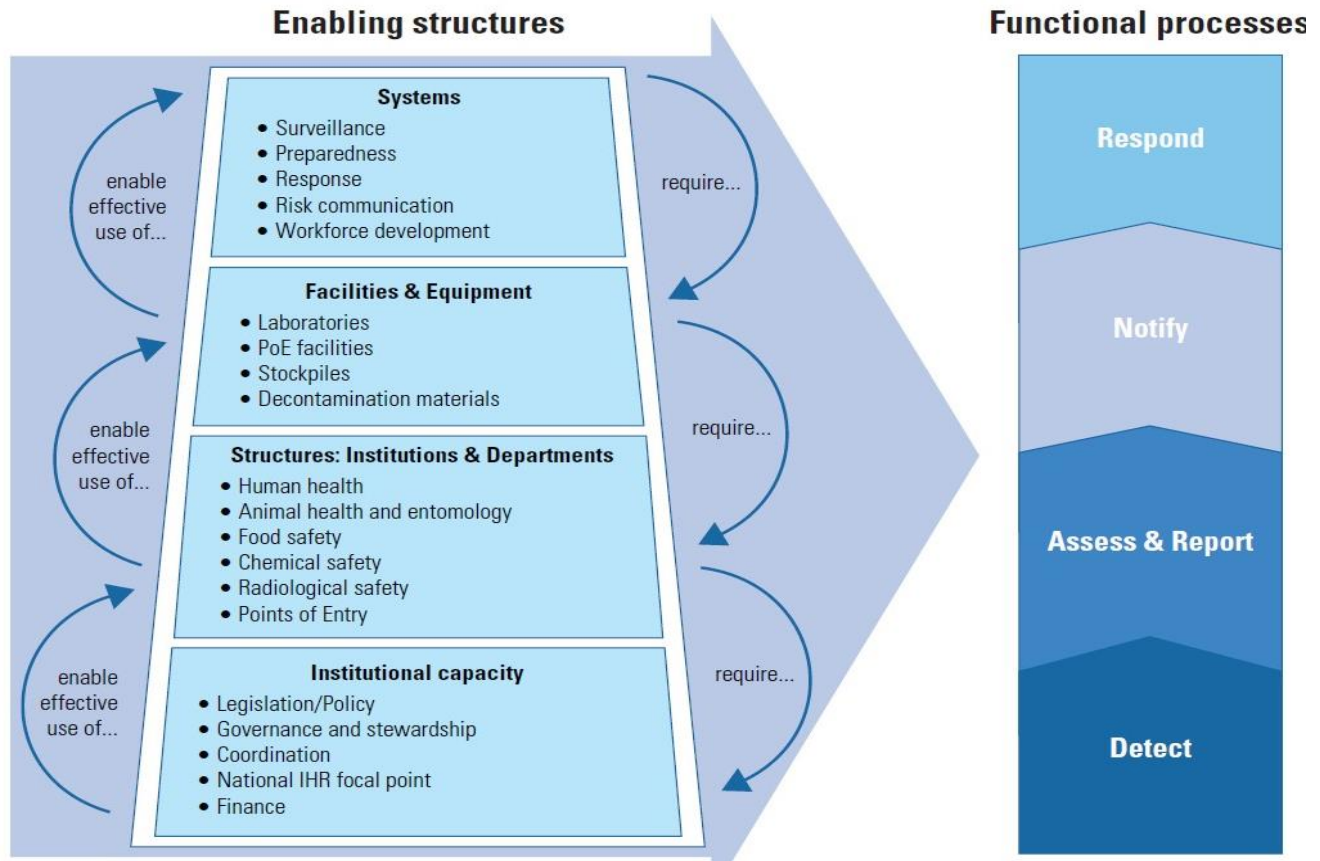 Enabling structures
Functional processes
Systems
• Surveillance
• Preparedness
• Response
• Risk communication
• Workforce development
enable
effective
use of...
require...
Facilities & Equipment
• Laboratories
• PoE facilities
• Stockpiles
• Decontamination materials
enable
effective
use of...
require...
Structures: Institutions & Departments
• Human health
• Animal health and entomology
• Food safety
• Chemical safety
• Radiological safety
• Points of Entry
enable
effective
use of...
require...
Institutional capacity
• Legislation/Policy
• Governance and stewardship
• Coordination
• National IHR focal point
• Finance
Respond
Notify
Assess & Report
Detect